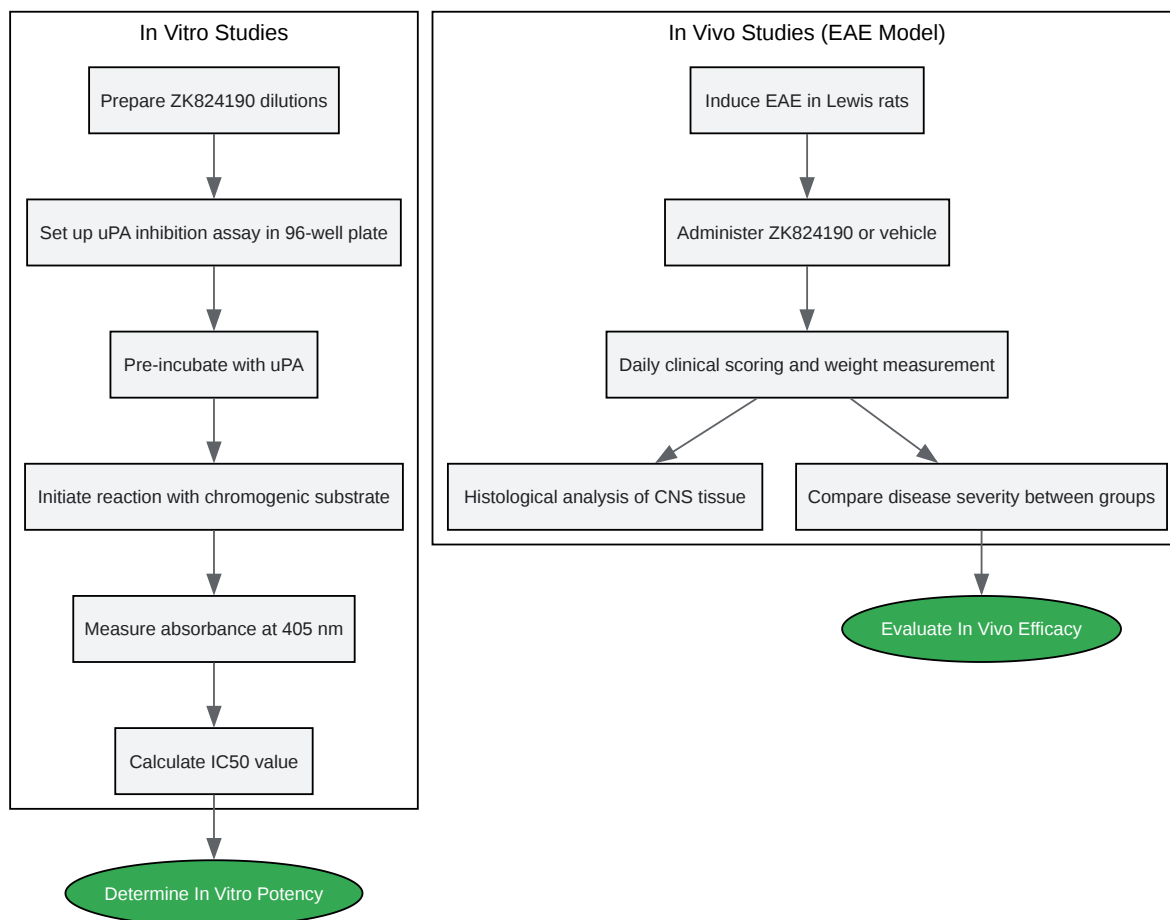 In Vitro Studies
Prepare ZK824190 dilutions
Set up uPA inhibition assay in 96-well plate
Pre-incubate with uPA
Initiate reaction with chromogenic substrate
Measure absorbance at 405 nm
Calculate IC50 value
Determine In Vitro Potency
In Vivo Studies (EAE Model)
Induce EAE in Lewis rats
Administer ZK824190 or vehicle
Daily clinical scoring and weight measurement
Histological analysis of CNS tissue
Compare disease severity between groups
Evaluate In Vivo Efficacy